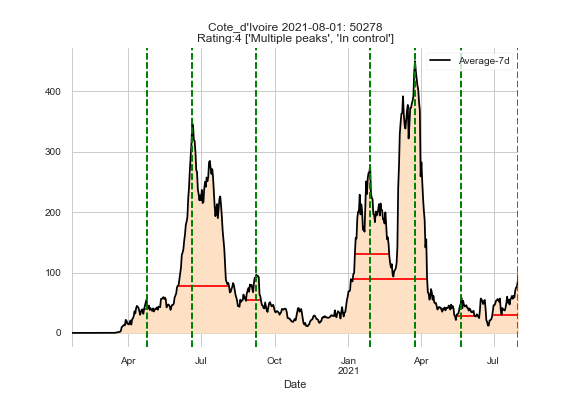 Cote_d'Ivoire 2021-08-01: 50278
Rating:4 ['Multiple peaks', 'In control']
Average-7d
400
300
200
100
0
Apr
Jul
Oct
Jan
2021
Apr
Jul
Date